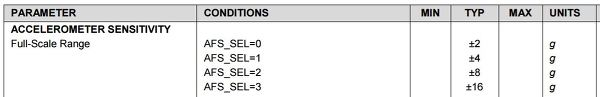 PARAMETER CONDITIONS MIN TYP MAX UNITS
ACCELEROMETER SENSITIVITY
Full-Scale Range AFS_SEL=0 ±2 g
AFS_SEL=1 ±4 g
AFS_SEL=2 ±8 g
AFS_SEL=3 ±16 g